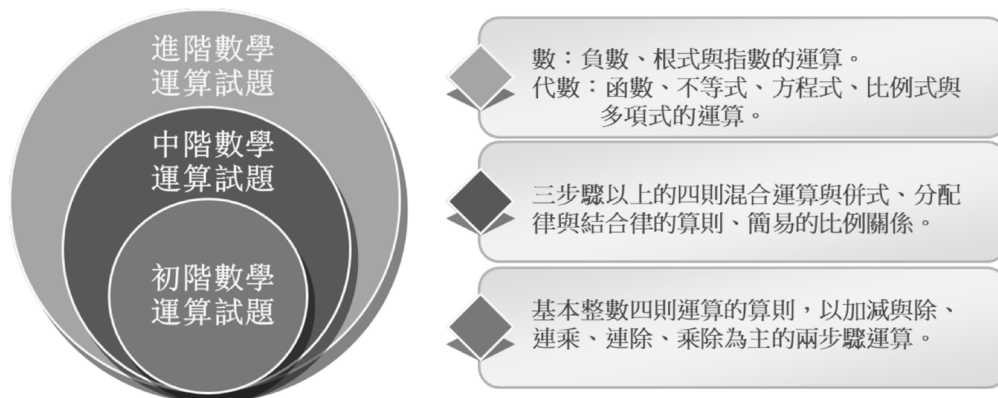 進階數學
運算試題
中階數學
運算試題
初階數學
運算試題
數：負數、根式與指數的運算。
代數：函數、不等式、方程式、比例式與
多項式的運算。
三步驟以上的四則混合運算與併式、分配
律與結合律的算則、簡易的比例關係。
基本整數四則運算的算則，以加減與除、
連乘、連除、乘除為主的兩步驟運算。